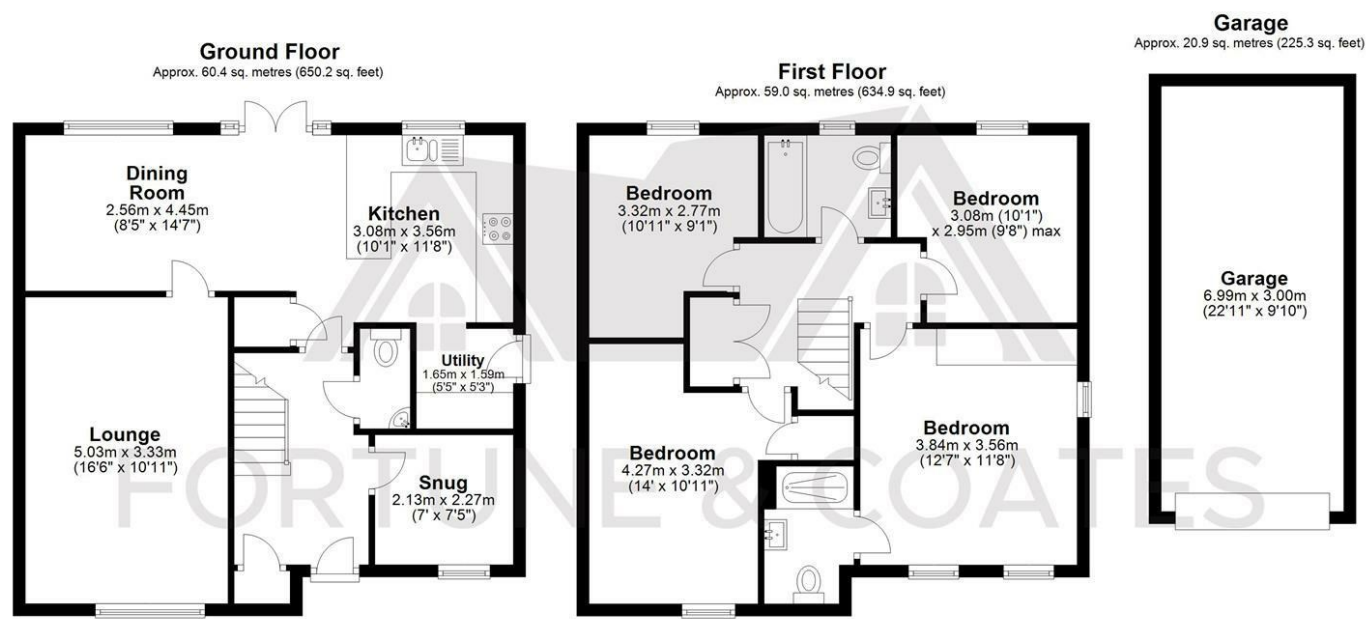 Ground Floor
Approx. 60.4 sq. metres (650.2 sq. feet)
Dining
Room
2.56m x 4.45m
(8'5" x 14'7")
Kitchen
3.08m x 3.56m
(10'1" x 11'8")
Utility
1.65m x 1.59m
(5'5" x 5'3")
Lounge
5.03m x 3.33m
(16'6" x 10'11")
Snug
2.13m x 2.27m
(7' x 7'5")
First Floor
Approx. 59.0 sq. metres (634.9 sq. feet)
Bedroom
3.32m x 2.77m
(10'11" x 9'1")
Bedroom
3.08m (10'1")
x 2.95m (9'8") max
Bedroom
4.27m x 3.32m
(14' x 10'11")
Bedroom
3.84m x 3.56m
(12'7" x 11'8")
Garage
Approx. 20.9 sq. metres (225.3 sq. feet)
Garage
6.99m x 3.00m
(22'11" x 9'10")
FORTUNE & COATES